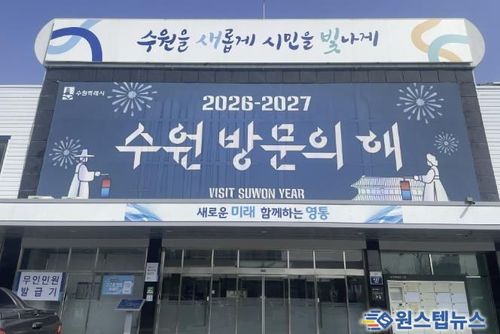 수원을 새롭게 시민을 빛나게
수원특례시
2026-2027
수원 방문의 해
VISIT SUWON YEAR
새로운 미래 함께하는 영통
무인민원
발급기
원스텝뉴스